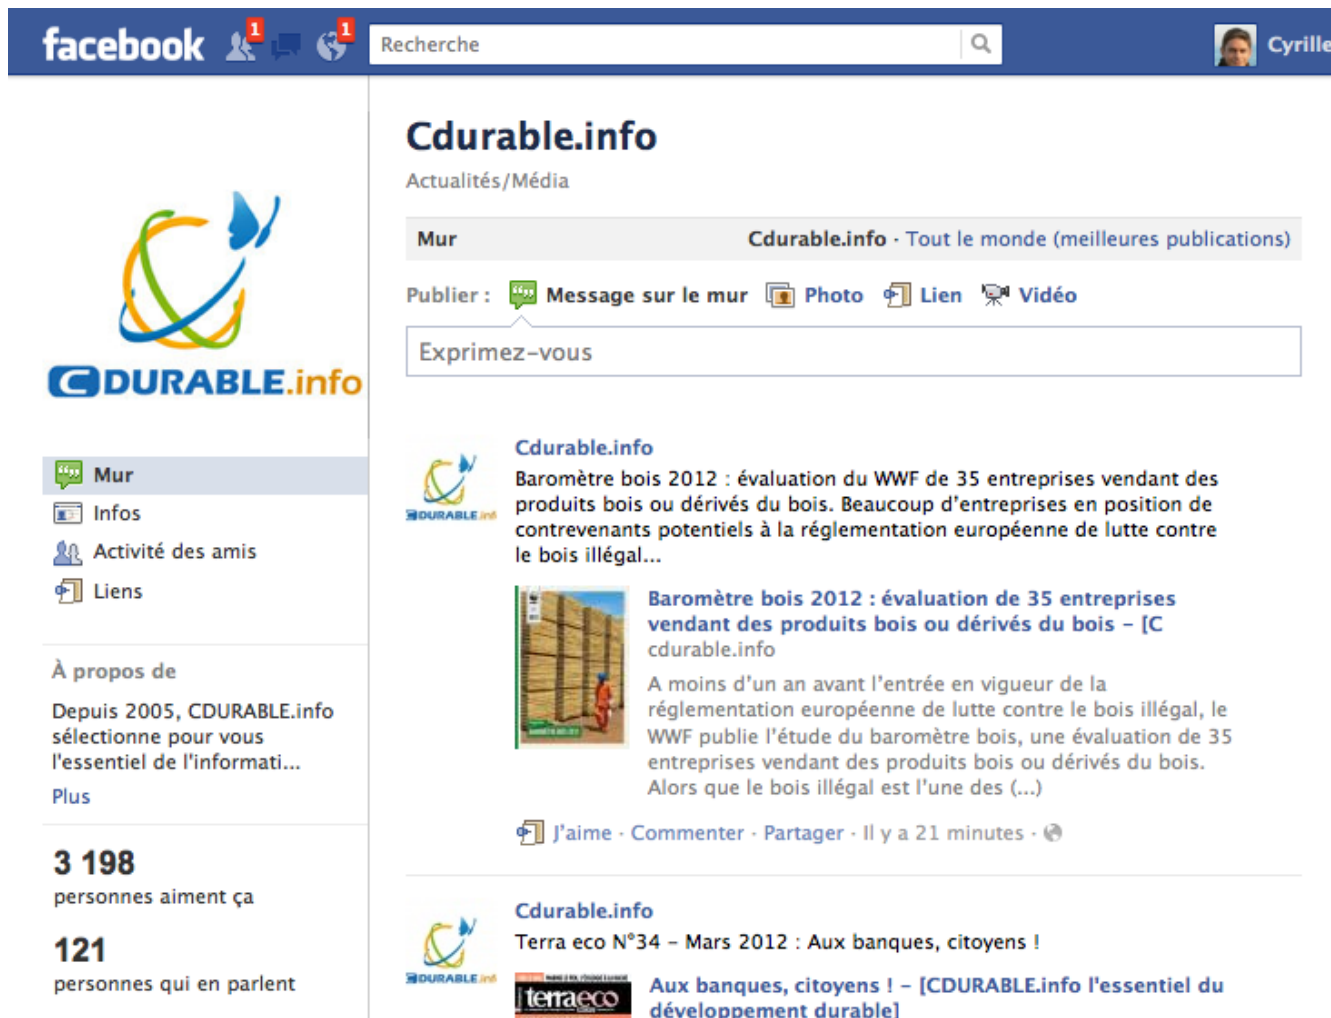 facebook 1 1 Recherche Cyrille
CDURABLE.info
Mur
Infos
Activité des amis
Liens
À propos de
Depuis 2005, CDURABLE.info
sélectionne pour vous
l'essentiel de l'informati...
Plus
3 198
personnes aiment ça
121
personnes qui en parlent
Cdurable.info
Actualités/Média
Mur Cdurable.info · Tout le monde (meilleures publications)
Publier : Message sur le mur Photo Lien Vidéo
Exprimez-vous
Cdurable.info
Baromètre bois 2012 : évaluation du WWF de 35 entreprises vendant des
produits bois ou dérivés du bois. Beaucoup d'entreprises en position de
contrevenants potentiels à la réglementation européenne de lutte contre
le bois illégal...
CDURABLE.info
BAROMÈTRE BOIS 2012
Baromètre bois 2012 : évaluation de 35 entreprises
vendant des produits bois ou dérivés du bois – [C
cdurable.info
A moins d'un an avant l'entrée en vigueur de la
réglementation européenne de lutte contre le bois illégal, le
WWF publie l'étude du baromètre bois, une évaluation de 35
entreprises vendant des produits bois ou dérivés du bois.
Alors que le bois illégal est l'une des (...)
J'aime · Commenter · Partager · Il y a 21 minutes ·
Cdurable.info
Terra eco N°34 – Mars 2012 : Aux banques, citoyens !
CDURABLE.info
terraeco
Aux banques, citoyens ! – [CDURABLE.info l'essentiel du
développement durable]